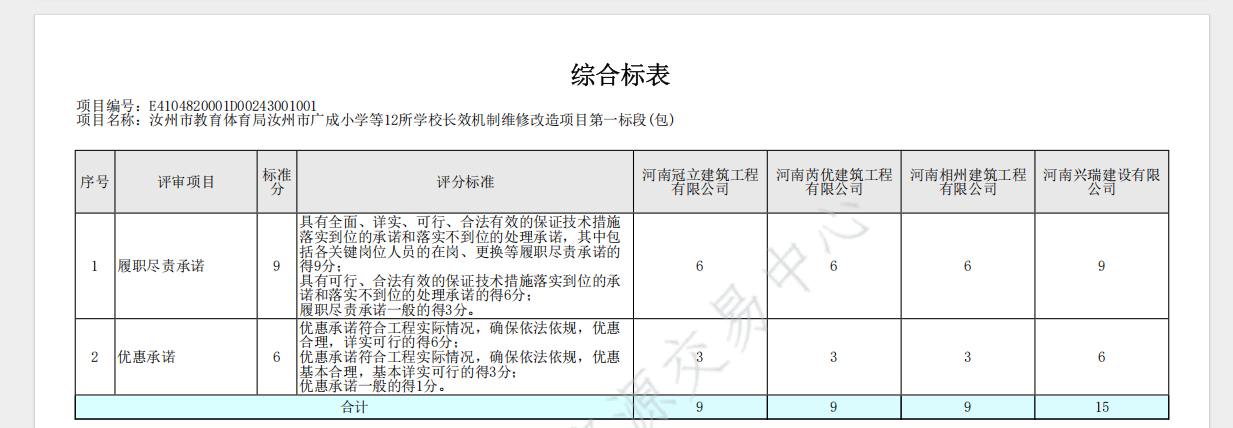 综合标表
项目编号：E4104820001D00243001001
项目名称：汝州市教育体育局汝州市广成小学等12所学校长效机制维修改造项目第一标段(包)
序号
评审项目
标准
分
评分标准
河南冠立建筑工程
有限公司
河南芮优建筑工程
有限公司
河南相州建筑工程
有限公司
河南兴瑞建设有限
公司
1
履职尽责承诺
9
具有全面、详实、可行、合法有效的保证技术措施
落实到位的承诺和落实不到位的处理承诺，其中包
括各关键岗位人员的在岗、更换等履职尽责承诺的
得9分；
具有可行、合法有效的保证技术措施落实到位的承
诺和落实不到位的处理承诺的得6分；
履职尽责承诺一般的得3分。
6
6
6
9
2
优惠承诺
6
优惠承诺符合工程实际情况，确保依法依规，优惠
合理，详实可行的得6分；
优惠承诺符合工程实际情况，确保依法依规，优惠
基本合理，基本详实可行的得3分；
优惠承诺一般的得1分。
3
3
3
6
合计
9
9
9
15
源交易中心